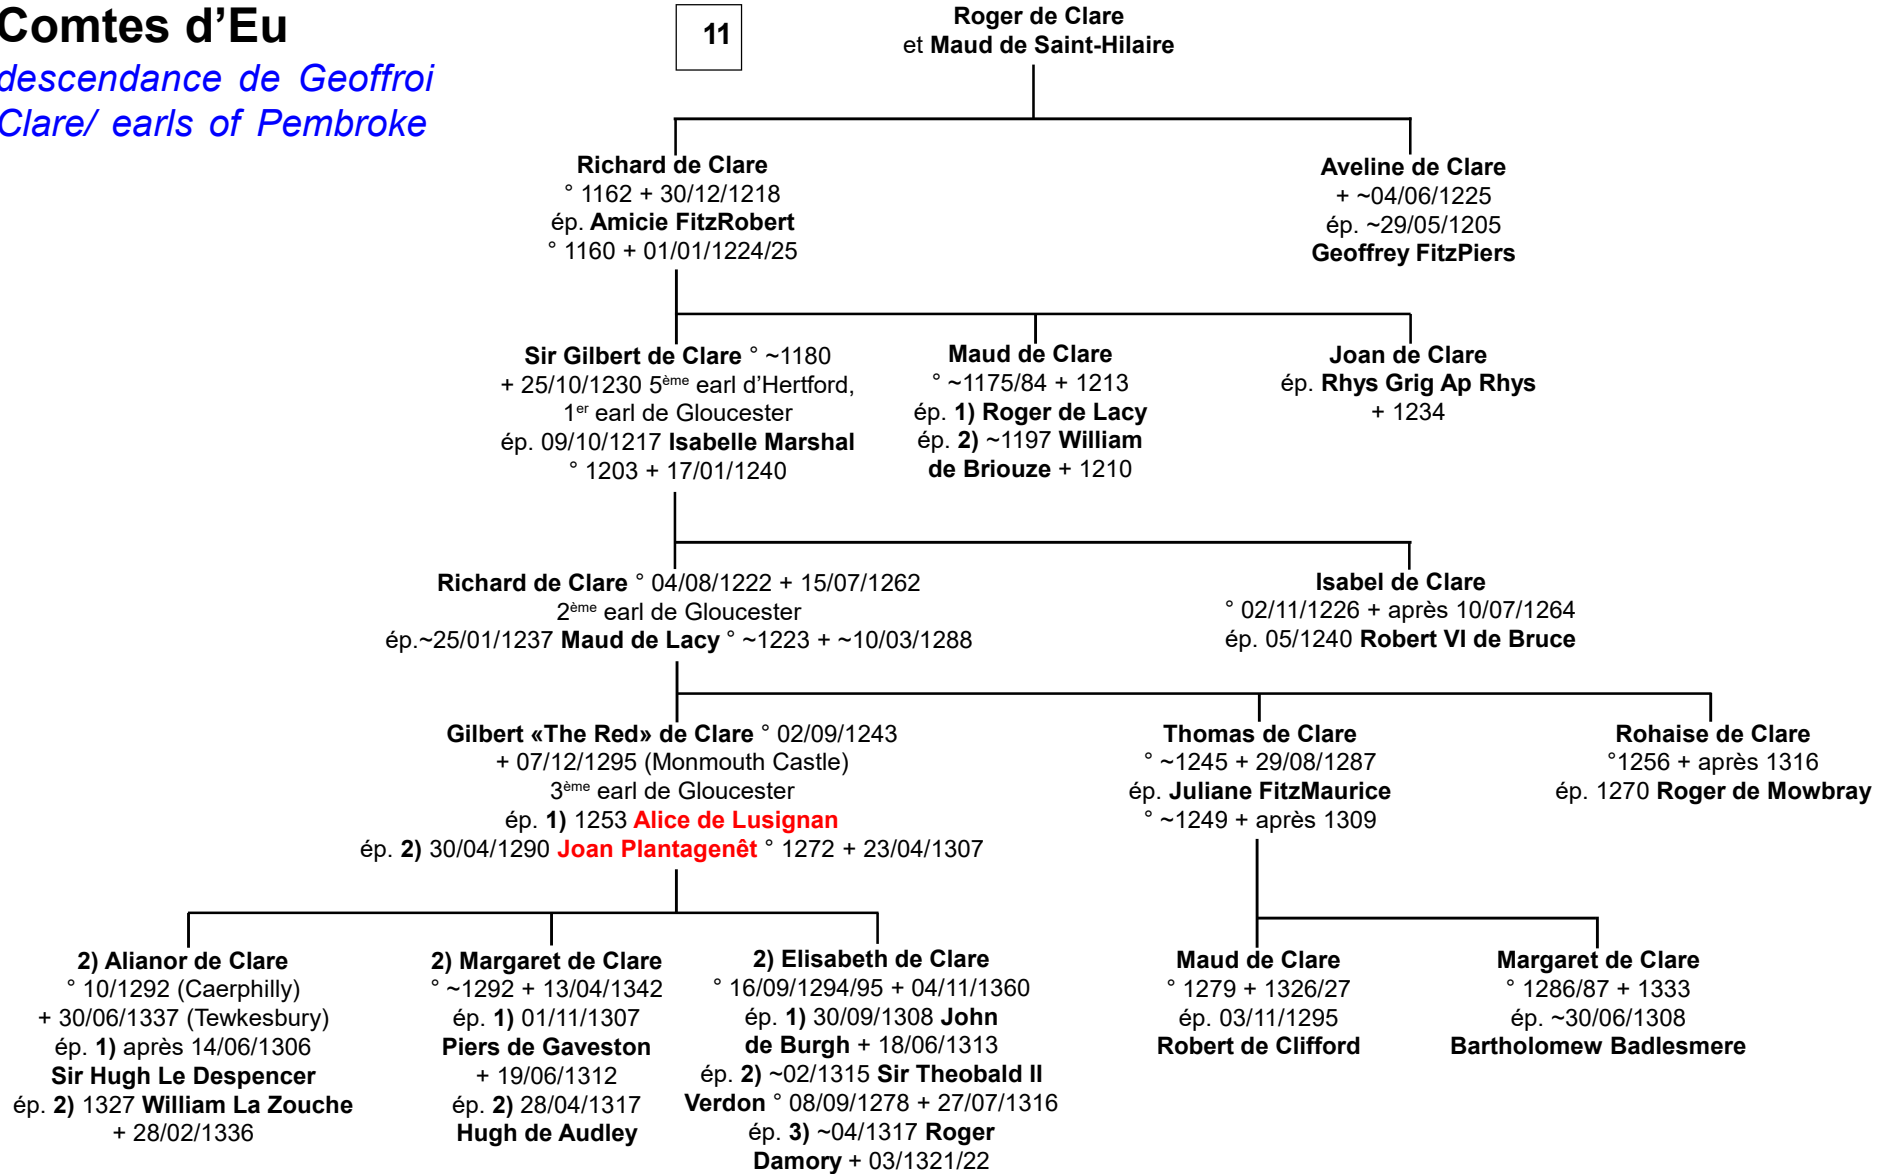 Comtes d'Eu
descendance de Geoffroi
Clare/ earls of Pembroke
11
Roger de Clare
et Maud de Saint-Hilaire
Richard de Clare
° 1162 + 30/12/1218
ép. Amicie FitzRobert
° 1160 + 01/01/1224/25
Aveline de Clare
+ ~04/06/1225
ép. ~29/05/1205
Geoffrey FitzPiers
Sir Gilbert de Clare ° ~1180
+ 25/10/1230 5ème earl d'Hertford,
1er earl de Gloucester
ép. 09/10/1217 Isabelle Marshal
° 1203 + 17/01/1240
Maud de Clare
° ~1175/84 + 1213
ép. 1) Roger de Lacy
ép. 2) ~1197 William
de Briouze + 1210
Joan de Clare
ép. Rhys Grig Ap Rhys
+ 1234
Richard de Clare ° 04/08/1222 + 15/07/1262
2ème earl de Gloucester
ép.~25/01/1237 Maud de Lacy ° ~1223 + ~10/03/1288
Isabel de Clare
° 02/11/1226 + après 10/07/1264
ép. 05/1240 Robert VI de Bruce
Gilbert «The Red» de Clare ° 02/09/1243
+ 07/12/1295 (Monmouth Castle)
3ème earl de Gloucester
ép. 1) 1253 Alice de Lusignan
ép. 2) 30/04/1290 Joan Plantagenêt ° 1272 + 23/04/1307
Thomas de Clare
° ~1245 + 29/08/1287
ép. Juliane FitzMaurice
° ~1249 + après 1309
Rohaise de Clare
°1256 + après 1316
ép. 1270 Roger de Mowbray
2) Alianor de Clare
° 10/1292 (Caerphilly)
+ 30/06/1337 (Tewkesbury)
ép. 1) après 14/06/1306
Sir Hugh Le Despencer
ép. 2) 1327 William La Zouche
+ 28/02/1336
2) Margaret de Clare
° ~1292 + 13/04/1342
ép. 1) 01/11/1307
Piers de Gaveston
+ 19/06/1312
ép. 2) 28/04/1317
Hugh de Audley
2) Elisabeth de Clare
° 16/09/1294/95 + 04/11/1360
ép. 1) 30/09/1308 John
de Burgh + 18/06/1313
ép. 2) ~02/1315 Sir Theobald II
Verdon ° 08/09/1278 + 27/07/1316
ép. 3) ~04/1317 Roger
Damory + 03/1321/22
Maud de Clare
° 1279 + 1326/27
ép. 03/11/1295
Robert de Clifford
Margaret de Clare
° 1286/87 + 1333
ép. ~30/06/1308
Bartholomew Badlesmere